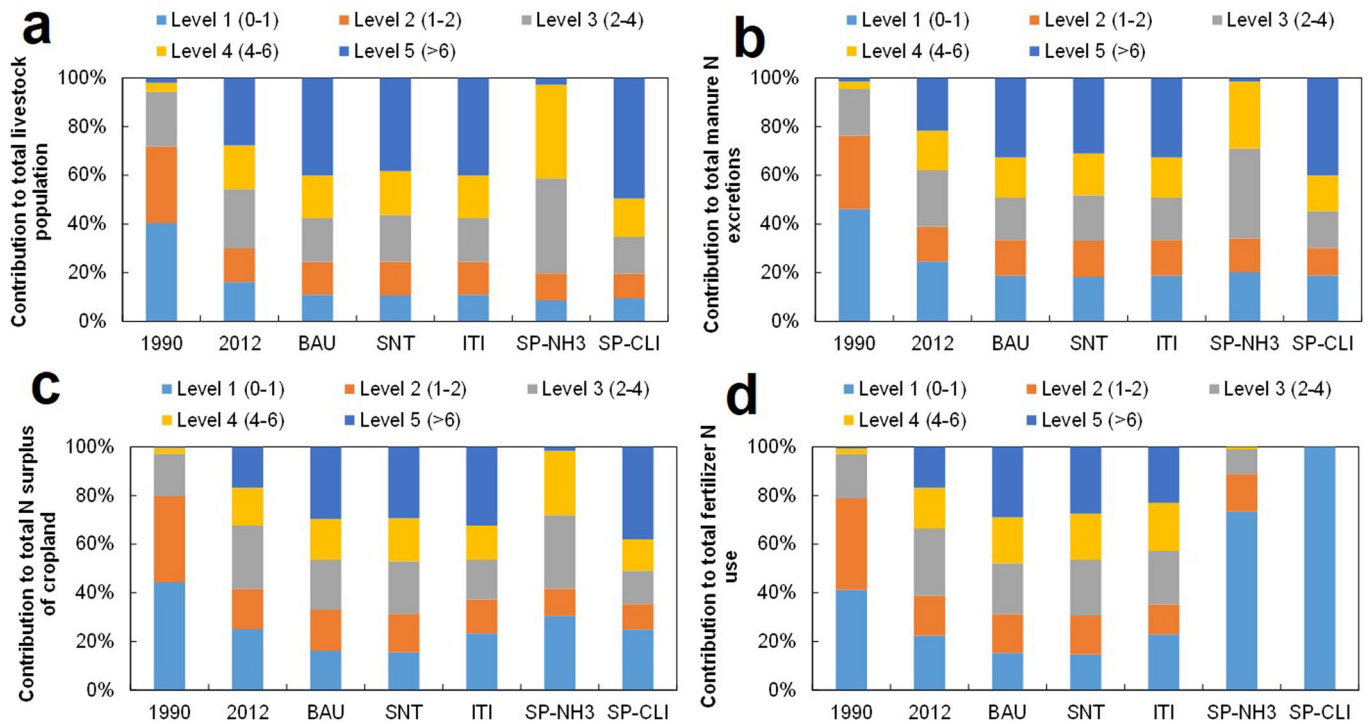 a
Level 1 (0-1) Level 2 (1-2) Level 3 (2-4)
Level 4 (4-6) Level 5 (>6)
Contribution to total livestock
population
100%
80%
60%
40%
20%
0%
1990 2012 BAU SNT ITI SP-NH3 SP-CLI
b
Level 1 (0-1) Level 2 (1-2) Level 3 (2-4)
Level 4 (4-6) Level 5 (>6)
Contribution to total manure N
excretions
100%
80%
60%
40%
20%
0%
1990 2012 BAU SNT ITI SP-NH3 SP-CLI
c
Level 1 (0-1) Level 2 (1-2) Level 3 (2-4)
Level 4 (4-6) Level 5 (>6)
Contribution to total N surplus
of cropland
100%
80%
60%
40%
20%
0%
1990 2012 BAU SNT ITI SP-NH3 SP-CLI
d
Level 1 (0-1) Level 2 (1-2) Level 3 (2-4)
Level 4 (4-6) Level 5 (>6)
Contribution to total fertilizer N
use
100%
80%
60%
40%
20%
0%
1990 2012 BAU SNT ITI SP-NH3 SP-CLI